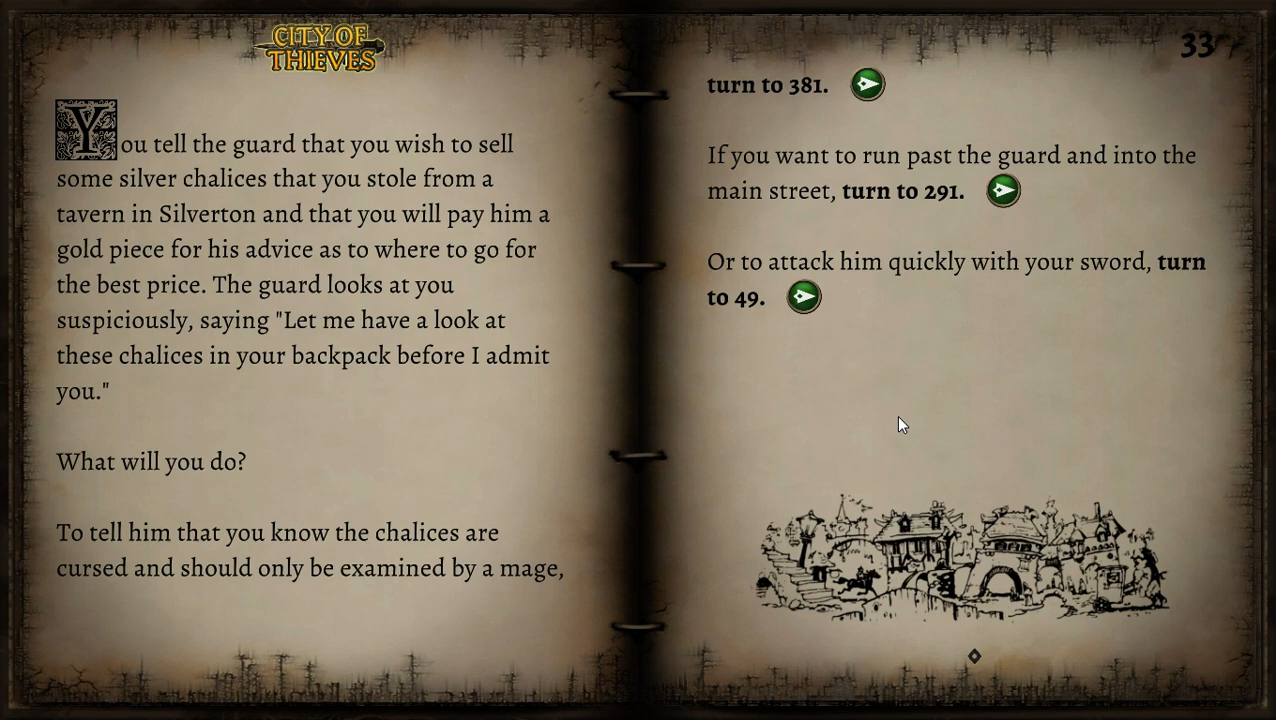 CITY OF
THIEVES
You tell the guard that you wish to sell
some silver chalices that you stole from a
tavern in Silverton and that you will pay him a
gold piece for his advice as to where to go for
the best price. The guard looks at you
suspiciously, saying "Let me have a look at
these chalices in your backpack before I admit
you."
What will you do?
To tell him that you know the chalices are
cursed and should only be examined by a mage,
33
turn to 381.
If you want to run past the guard and into the
main street, turn to 291.
Or to attack him quickly with your sword, turn
to 49.